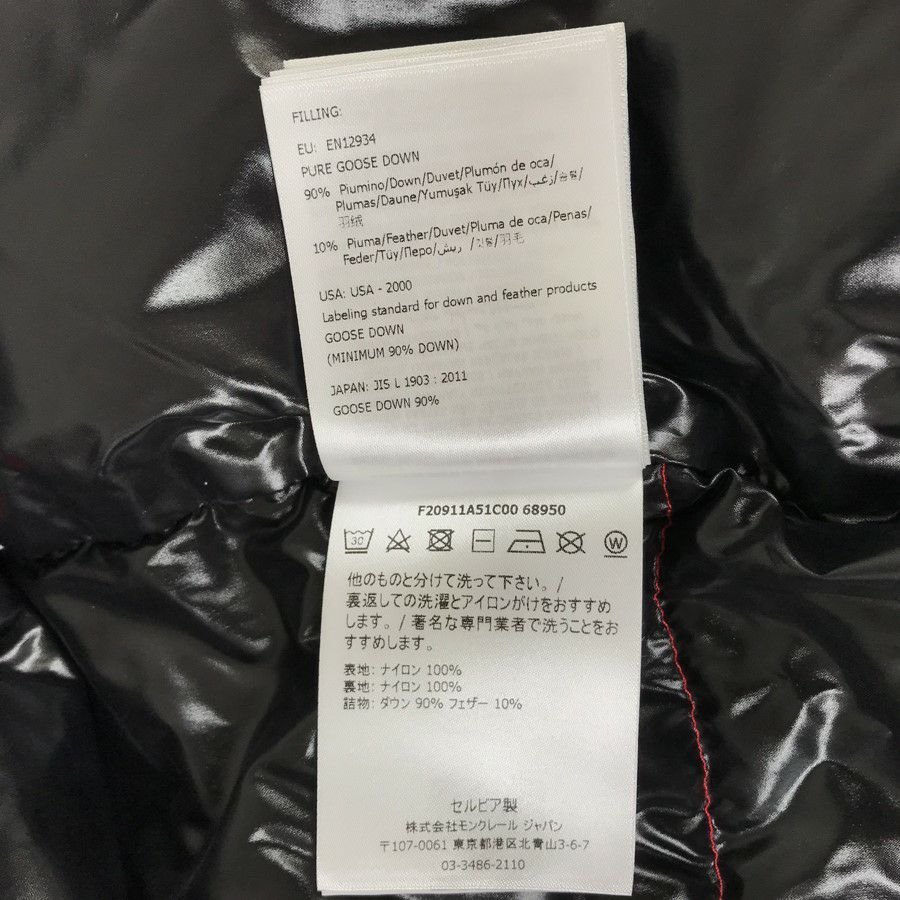 FILLING:
EU: EN12934
PURE GOOSE DOWN
90% Piumino/Down/Duvet/Plumón de oca/
Plumas/Daune/Yumuşak Tüy/Пух/زغب/솜털/
羽绒
10% Piuma/Feather/Duvet/Pluma de oca/Penas/
Feder/Tüy/Перо/ريش /깃털/羽毛
USA: USA - 2000
Labeling standard for down and feather products
GOOSE DOWN
(MINIMUM 90% DOWN)
JAPAN: JIS L 1903 : 2011
GOOSE DOWN 90%
F20911A51C00 68950
30
W
他のものと分けて洗って下さい。/
裏返しての洗濯とアイロンがけをおすすめ
します。/ 著名な専門業者で洗うことをお
すすめします。
表地: ナイロン 100%
裏地: ナイロン 100%
詰物: ダウン 90% フェザー 10%
セルビア製
株式会社モンクレール ジャパン
〒107-0061 東京都港区北青山3-6-7
03-3486-2110